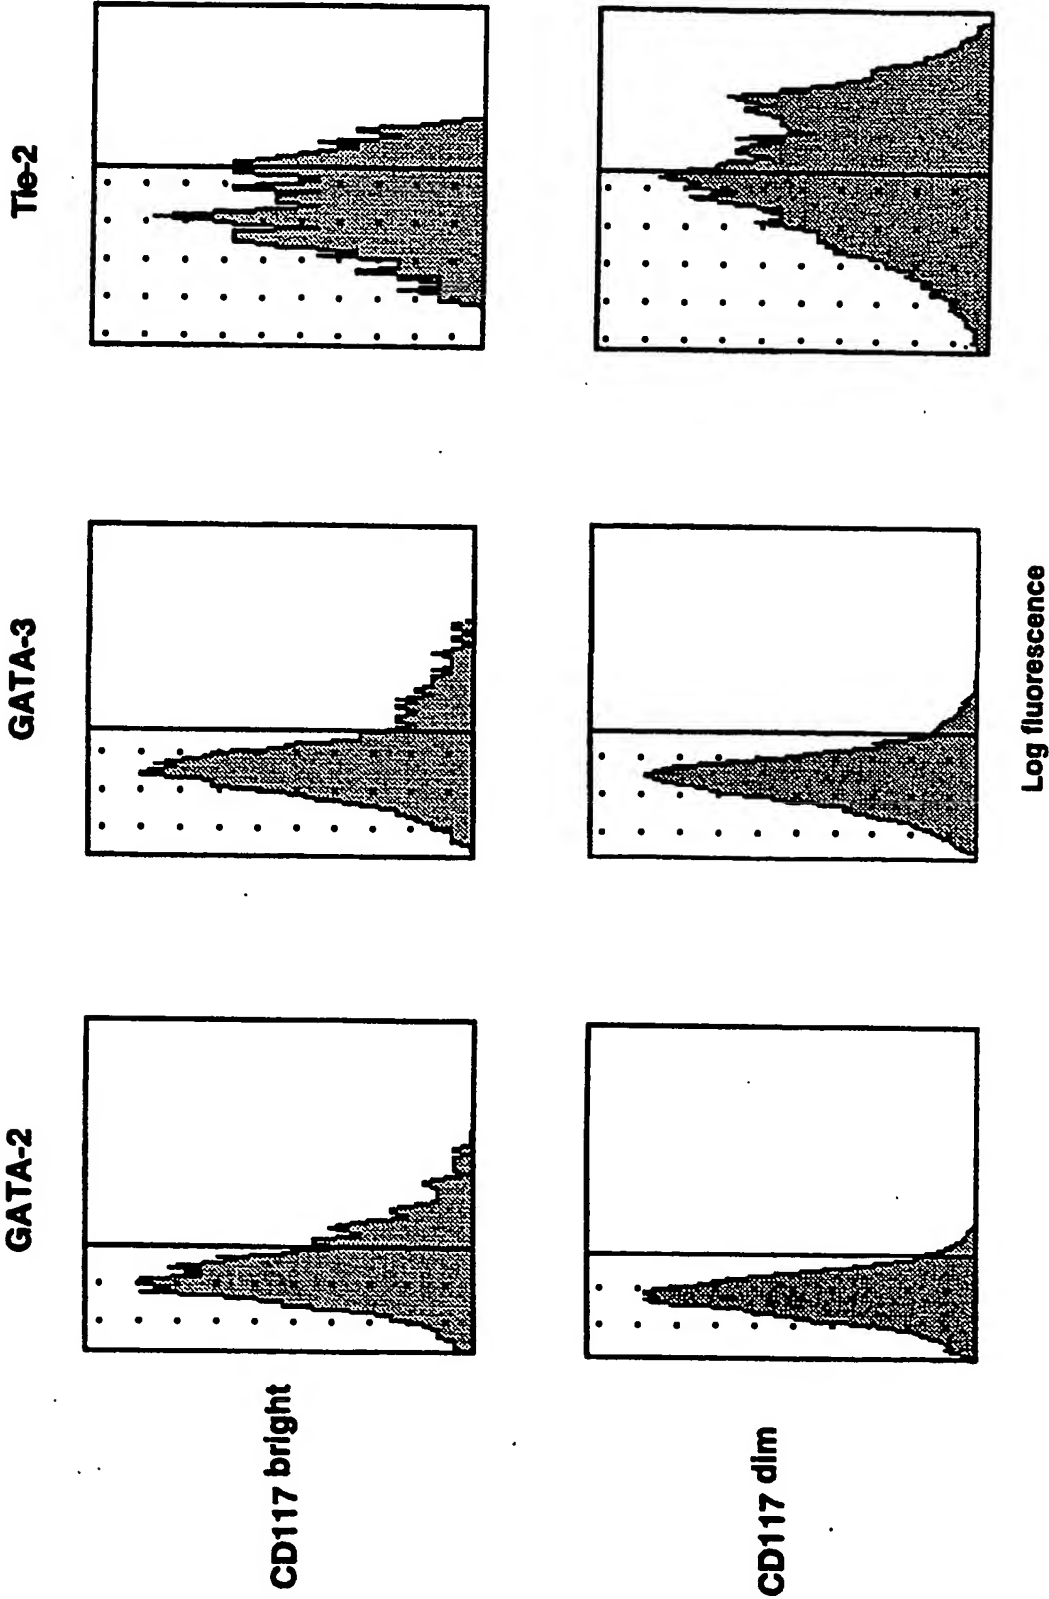 GATA-2
GATA-3
Tie-2
CD117 bright
CD117 dim
Log fluorescence